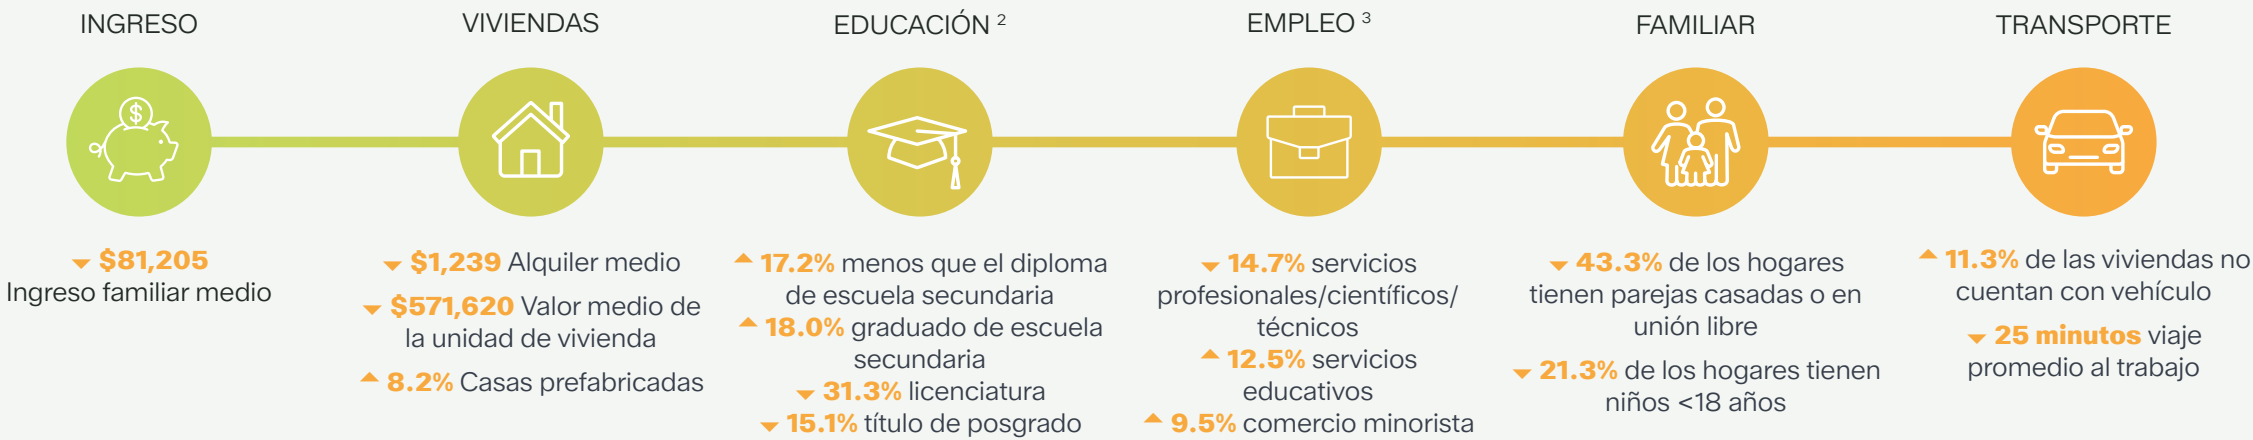 INGRESO
$
▼ $81,205
Ingreso familiar medio
VIVIENDAS
▼ $1,239 Alquiler medio
▼ $571,620 Valor medio de
la unidad de vivienda
▲ 8.2% Casas prefabricadas
EDUCACIÓN ²
▲ 17.2% menos que el diploma
de escuela secundaria
▲ 18.0% graduado de escuela
secundaria
▼ 31.3% licenciatura
▼ 15.1% título de posgrado
EMPLEO ³
▼ 14.7% servicios
profesionales/científicos/
técnicos
▲ 12.5% servicios
educativos
▲ 9.5% comercio minorista
FAMILIAR
▼ 43.3% de los hogares
tienen parejas casadas o en
unión libre
▼ 21.3% de los hogares tienen
niños <18 años
TRANSPORTE
▲ 11.3% de las viviendas no
cuentan con vehículo
▼ 25 minutos viaje
promedio al trabajo